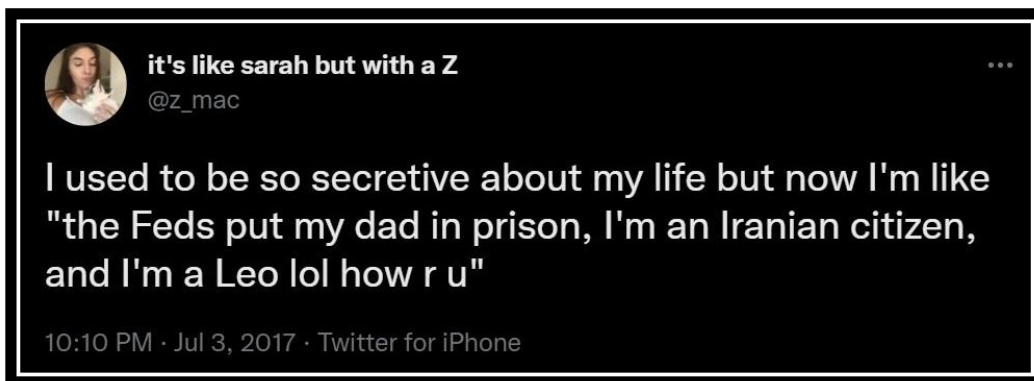 it's like sarah but with a Z
@z_mac
I used to be so secretive about my life but now I'm like
"the Feds put my dad in prison, I'm an Iranian citizen,
and I'm a Leo lol how r u"
10:10 PM · Jul 3, 2017 · Twitter for iPhone